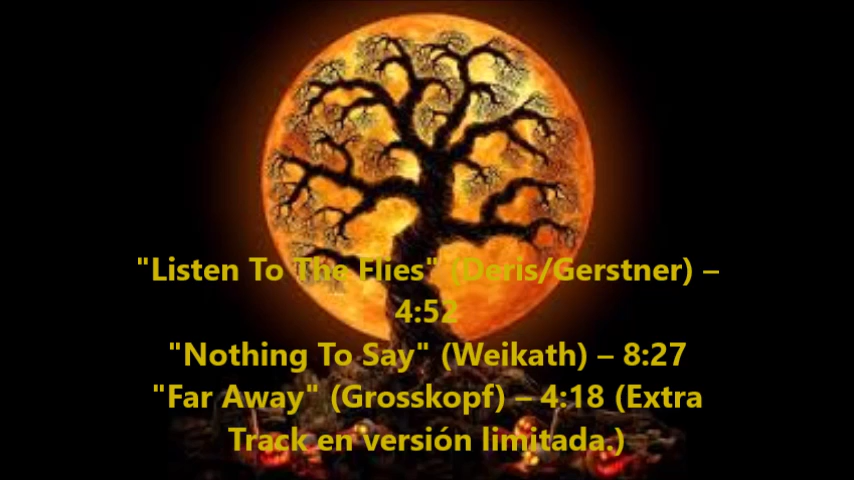 "Listen To The Flies" (Deris/Gerstner) –
4:52
"Nothing To Say" (Weikath) – 8:27
"Far Away" (Grosskopf) – 4:18 (Extra
Track en versión limitada.)